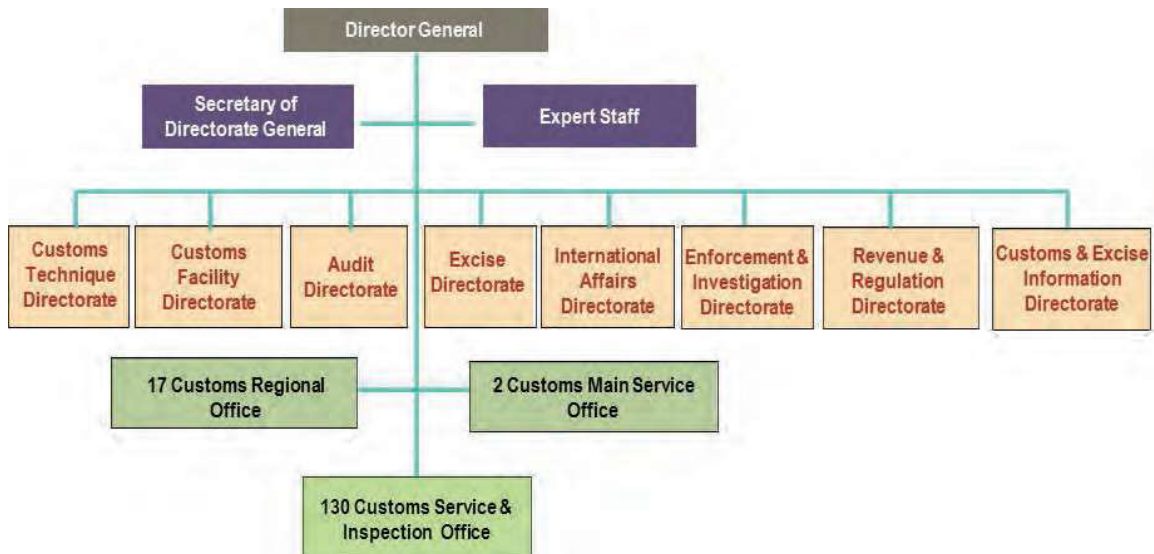 Director General
Secretary of
Directorate General
Expert Staff
Customs
Technique
Directorate
Customs
Facility
Directorate
Audit
Directorate
Excise
Directorate
International
Affairs
Directorate
Enforcement &
Investigation
Directorate
Revenue &
Regulation
Directorate
Customs & Excise
Information
Directorate
17 Customs Regional
Office
2 Customs Main Service
Office
130 Customs Service &
Inspection Office